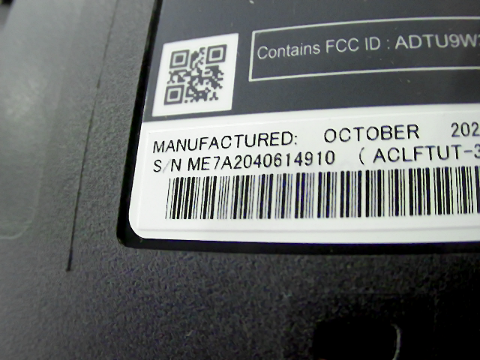 Contains FCC ID : ADTU9W
MANUFACTURED: OCTOBER 202
S/N ME7A2040614910 ( ACLFTUT-3